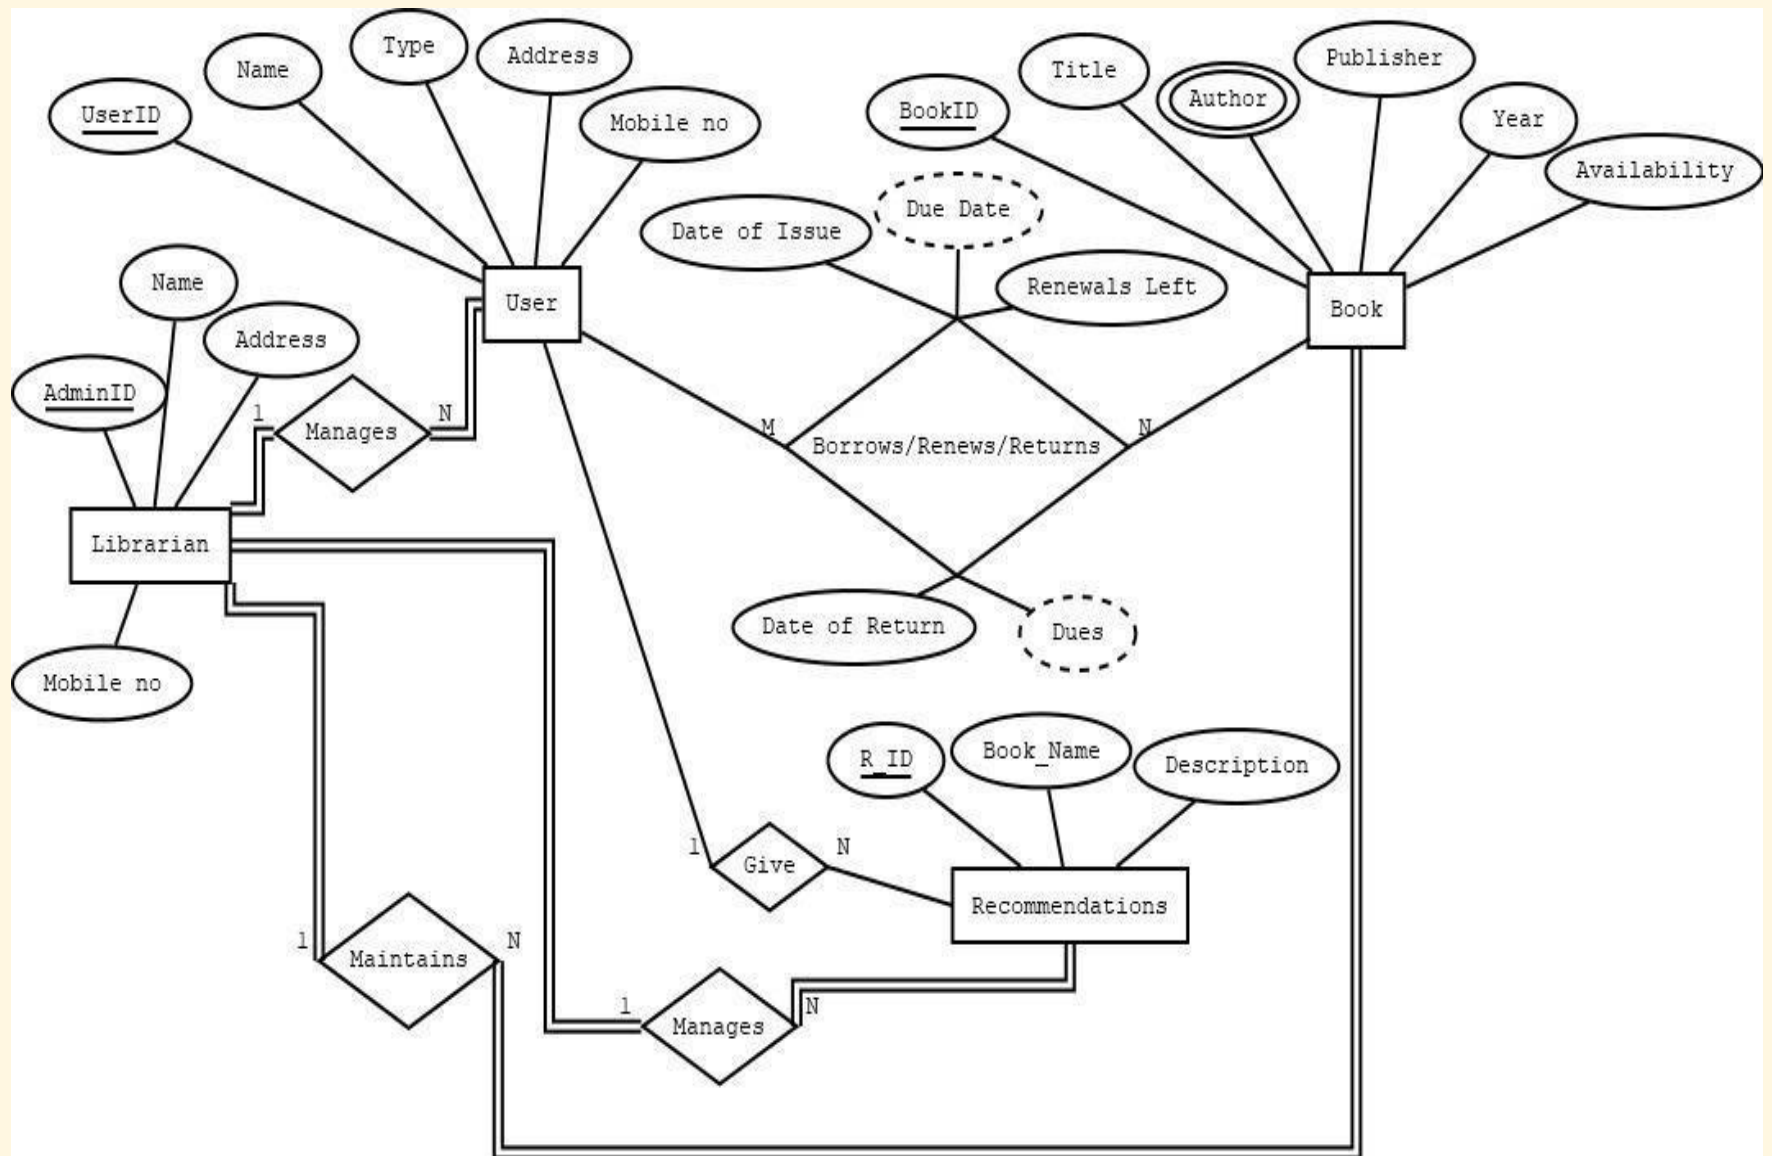 Type
Address
Name
UserID
Mobile no
Publisher
Title
Author
BookID
Year
Availability
Due Date
Date of Issue
Renewals Left
Name
User
Book
Address
AdminID
1
Manages
N
M
Borrows/Renews/Returns
N
Librarian
Date of Return
Dues
Mobile no
R_ID
Book_Name
Description
1
Give
N
Recommendations
1
Maintains
N
1
Manages
N